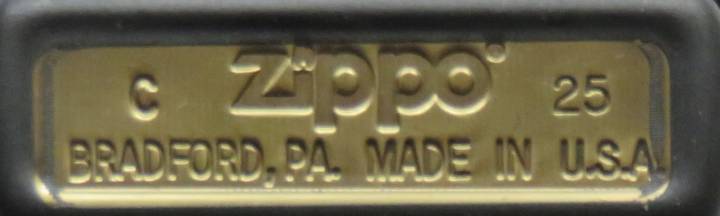 C Zippo® 25
BRADFORD, PA. MADE IN U.S.A.